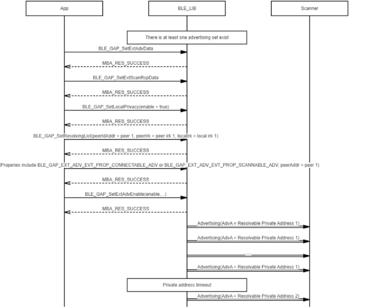 App
BLE_LIB
Scanner
There is at least one advertising set exist
BLE_GAP_SetExtAdvData
MBA_RES_SUCCESS
BLE_GAP_SetExtScanRspData
MBA_RES_SUCCESS
BLE_GAP_SetLocalPrivacy(enable = true)
MBA_RES_SUCCESS
BLE_GAP_SetResolvingList(peerIdAddr = peer 1, peerIrk = peer irk 1, localIrk = local irk 1)
MBA_RES_SUCCESS
(Properties include BLE_GAP_EXT_ADV_EVT_PROP_CONNECTABLE_ADV or BLE_GAP_EXT_ADV_EVT_PROP_SCANNABLE_ADV, peerAddr = peer 1)
MBA_RES_SUCCESS
BLE_GAP_SetExtAdvEnable(enable,...)
MBA_RES_SUCCESS
Advertising(AdvA = Resolvable Private Address 1)
Advertising(AdvA = Resolvable Private Address 1)
Advertising(AdvA = Resolvable Private Address 1)
Private address timeout
Advertising(AdvA = Resolvable Private Address 2)